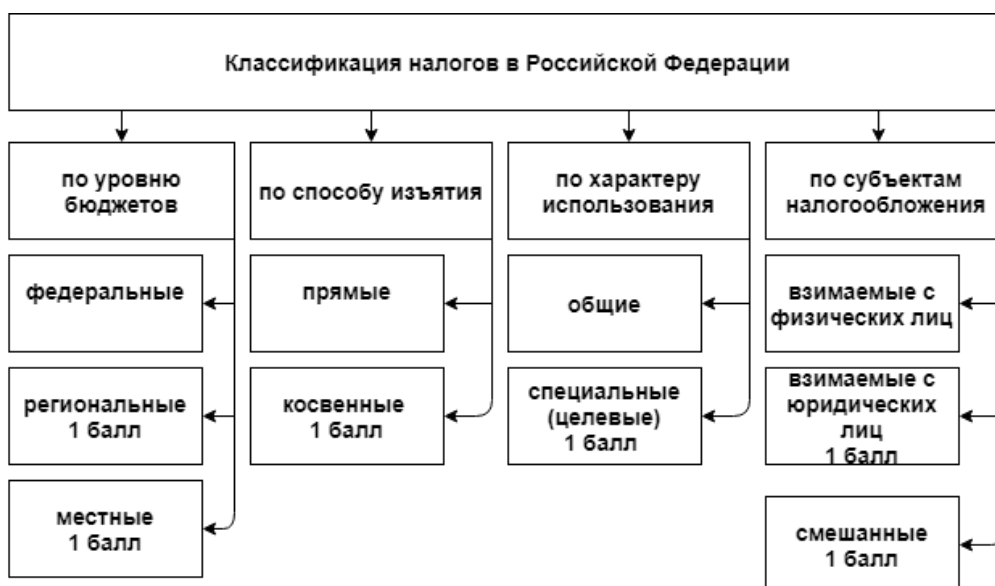 Классификация налогов в Российской Федерации
по уровню
бюджетов
по способу изъятия
по характеру
использования
по субъектам
налогообложения
федеральные
прямые
общие
взимаемые с
физических лиц
региональные
1 балл
косвенные
1 балл
специальные
(целевые)
1 балл
взимаемые с
юридических
лиц
1 балл
местные
1 балл
смешанные
1 балл